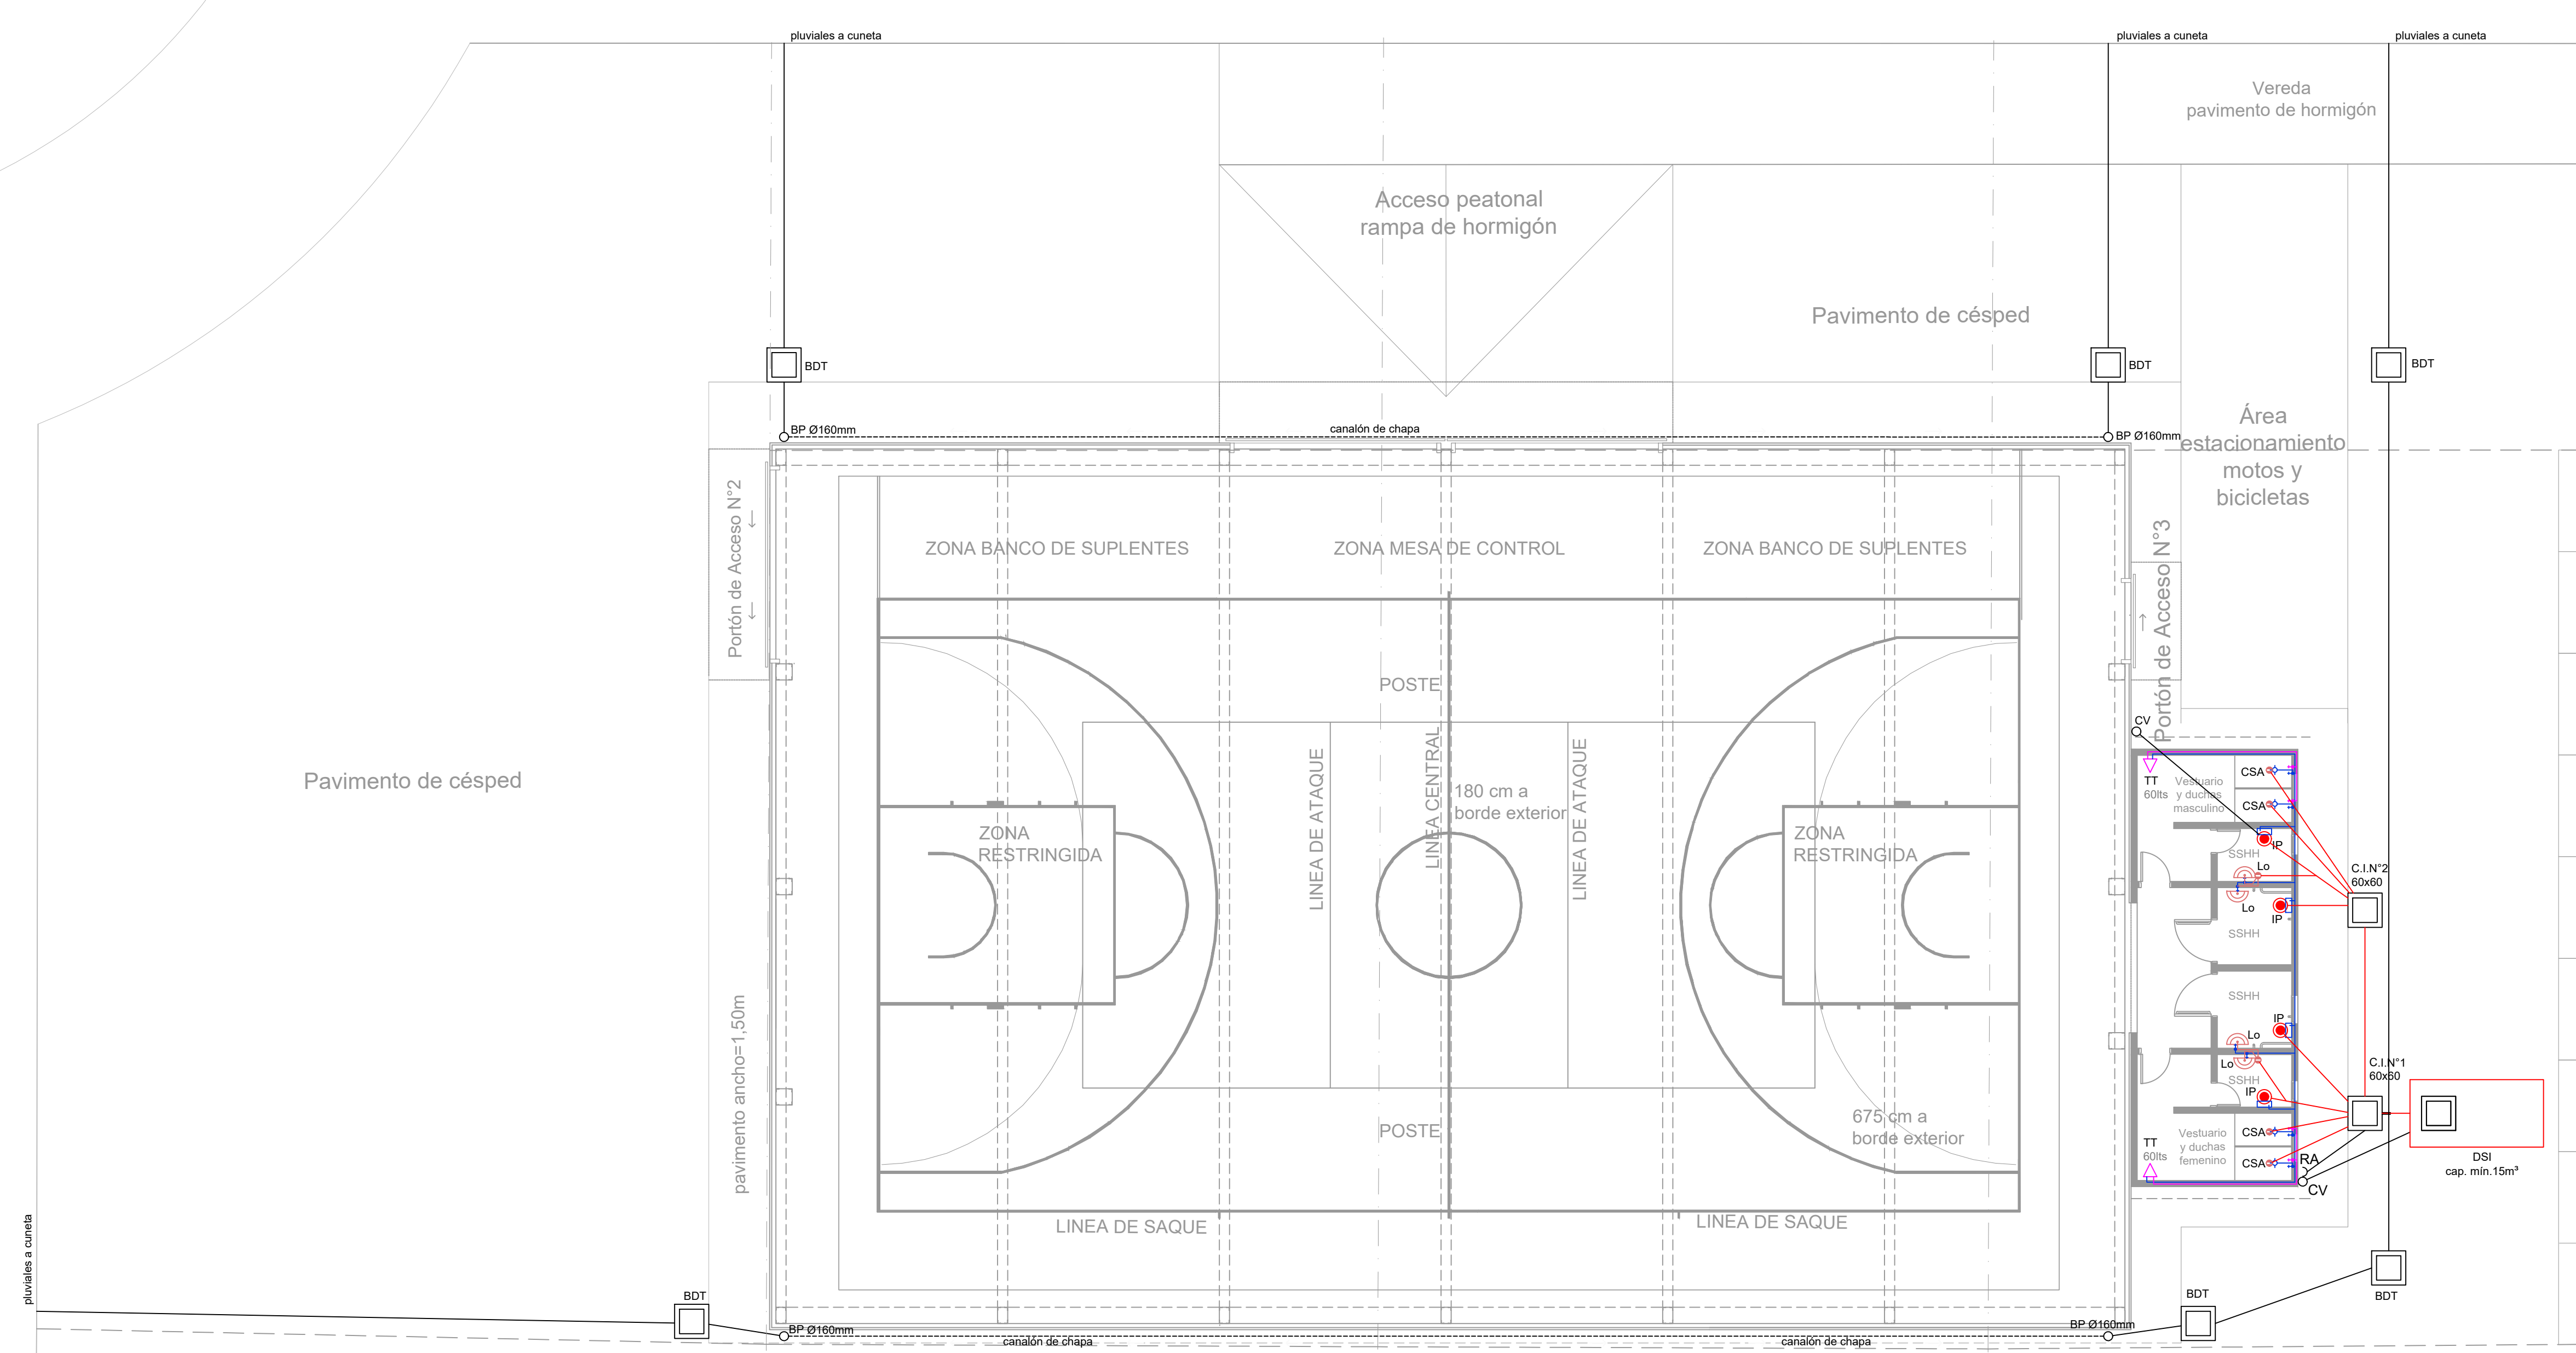 pluviales a cuneta
pluviales a cuneta
pluviales a cuneta
Vereda
pavimento de hormigón
Acceso peatonal
rampa de hormigón
Pavimento de césped
BDT
BDT
BDT
BP Ø160mm
canalón de chapa
BP Ø160mm
Área
estacionamiento
motos y
bicicletas
Portón de Acceso N°2
ZONA BANCO DE SUPLENTES
ZONA MESA DE CONTROL
ZONA BANCO DE SUPLENTES
Portón de Acceso N°3
POSTE
CV
Pavimento de césped
LINEA DE ATAQUE
LINEA CENTRAL
180 cm a
borde exterior
LINEA DE ATAQUE
ZONA
RESTRINGIDA
ZONA
RESTRINGIDA
TT
60lts
Vestuario
y duchas
masculino
CSA
CSA
IP
SSHH
Lo
C.I.N°2
60x60
Lo
IP
SSHH
SSHH
IP
Lo
Lo
SSHH
IP
C.I.N°1
60x60
pavimento ancho=1,50m
POSTE
675 cm a
borde exterior
TT
60lts
Vestuario
y duchas
femenino
CSA
CSA
RA
CV
DSI
cap. mín.15m³
LINEA DE SAQUE
LINEA DE SAQUE
pluviales a cuneta
BDT
BP Ø160mm
canalón de chapa
canalón de chapa
BP Ø160mm
BDT
BDT